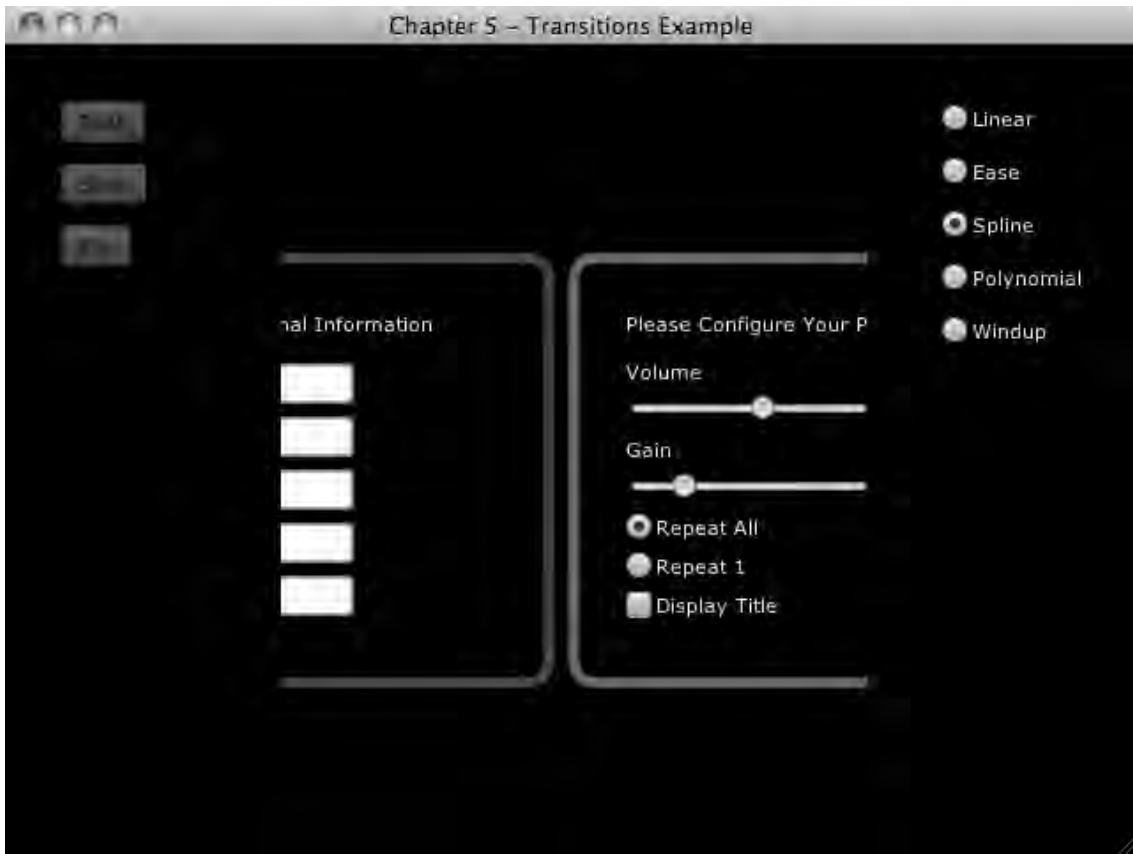 Chapter 5 – Transitions Example
Linear
Ease
Spline
Polynomial
Windup
nal Information
Please Configure Your P
Volume
Gain
Repeat All
Repeat 1
Display Title